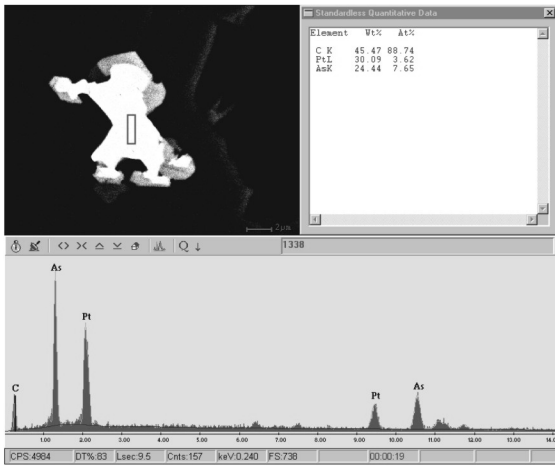 Standardless Quantitative Data
Element Wt% At%
C K 45.47 88.74
PtL 30.09 3.62
AsK 24.44 7.65
2µm
Q
1338
As
Pt
C
Pt
As
1.00 2.00 3.00 4.00 5.00 6.00 7.00 8.00 9.00 10.00 11.00 12.00 13.00 14.0
CPS:4984 DT%:83 Lsec:9.5 Cnts:157 keV:0.240 FS:738 00:00:19